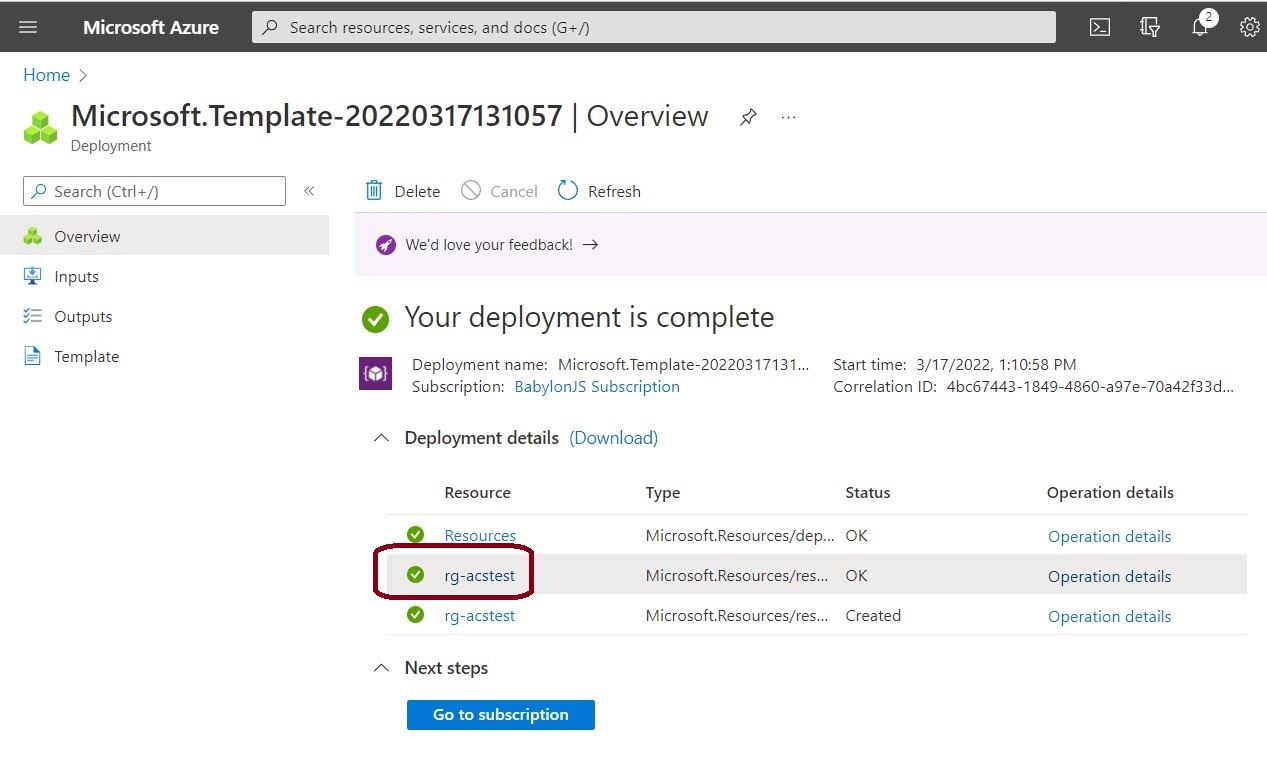 Microsoft Azure
Search resources, services, and docs (G+/)
2
Home
Microsoft.Template-20220317131057 | Overview
...
Deployment
Search (Ctrl+/)
«
Delete
Cancel
Refresh
Overview
Inputs
Outputs
Template
We'd love your feedback! →
Your deployment is complete
Deployment name: Microsoft.Template-20220317131...
Start time: 3/17/2022, 1:10:58 PM
Subscription: BabylonJS Subscription
Correlation ID: 4bc67443-1849-4860-a97e-70a42f33d...
Deployment details (Download)
Resource Type Status Operation details
Resources Microsoft.Resources/dep... OK Operation details
rg-acstest Microsoft.Resources/res... OK Operation details
rg-acstest Microsoft.Resources/res... Created Operation details
Next steps
Go to subscription